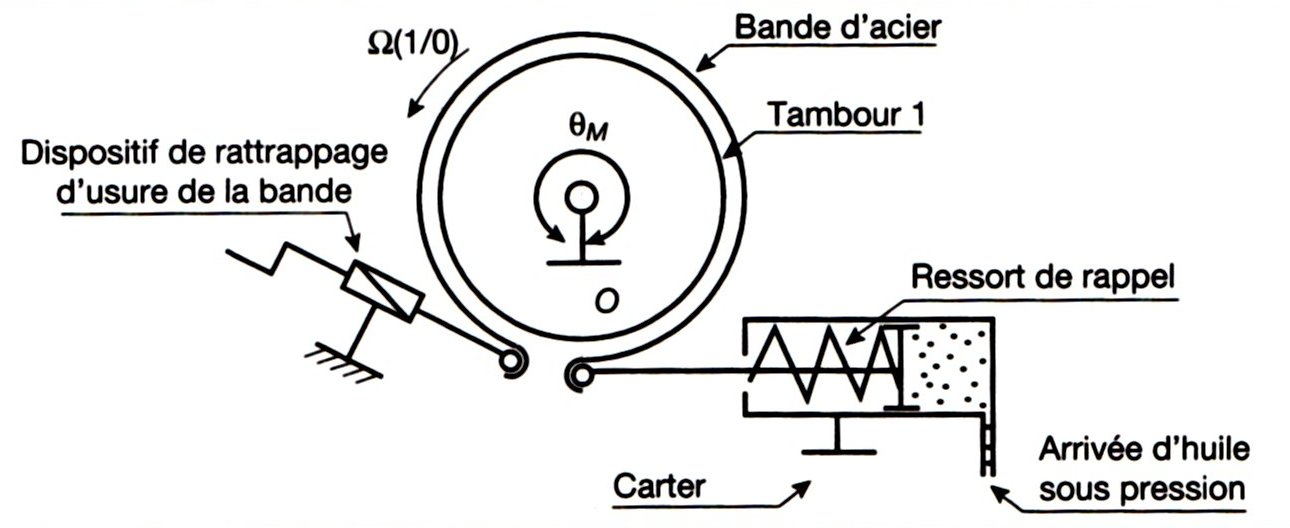 Bande d'acier
Ω(1/0)
Tambour 1
θM
Dispositif de rattrappage
d'usure de la bande
Ressort de rappel
O
Arrivée d'huile
sous pression
Carter